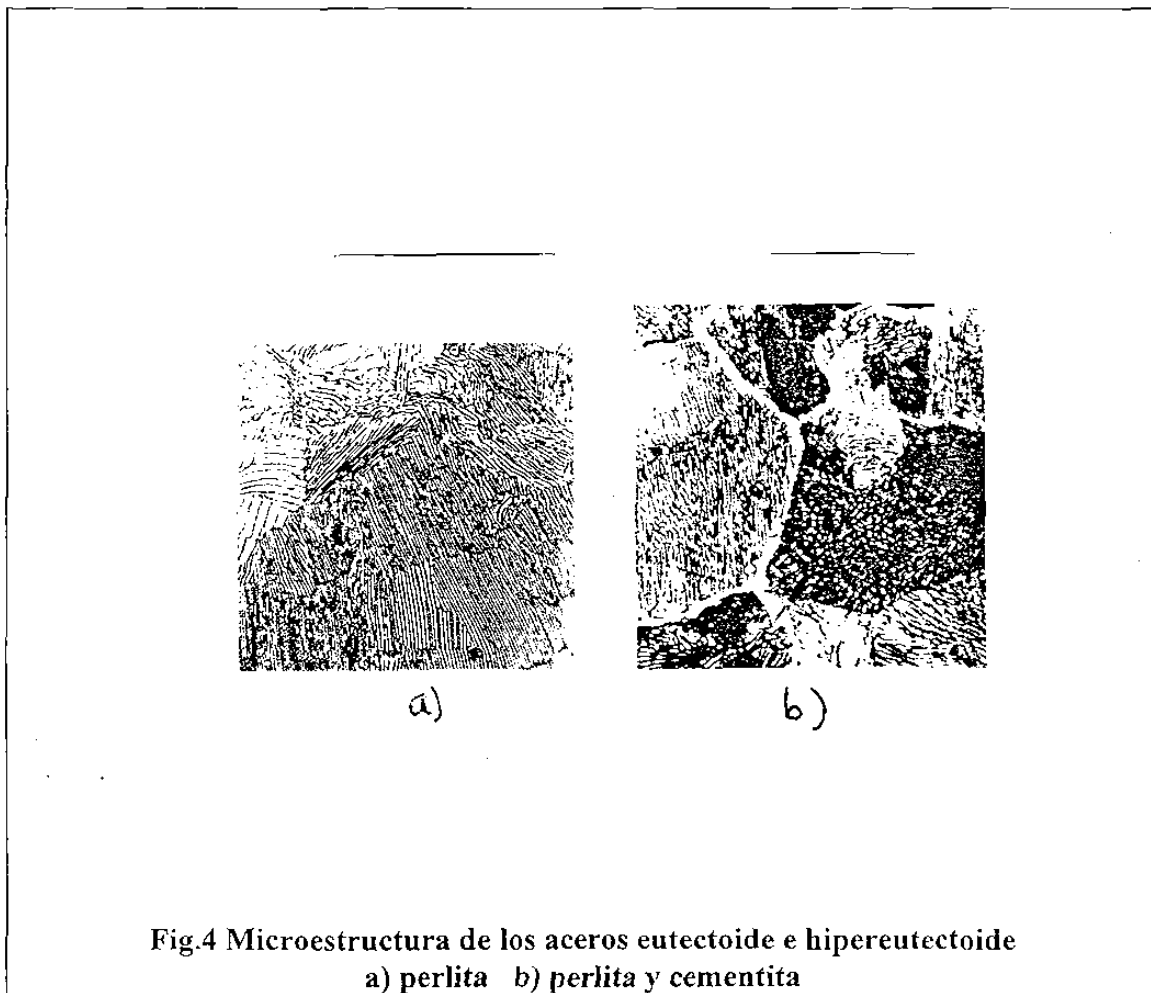 a)
b)
Fig.4 Microestructura de los aceros eutectoide e hipereutectoide
a) perlita b) perlita y cementita